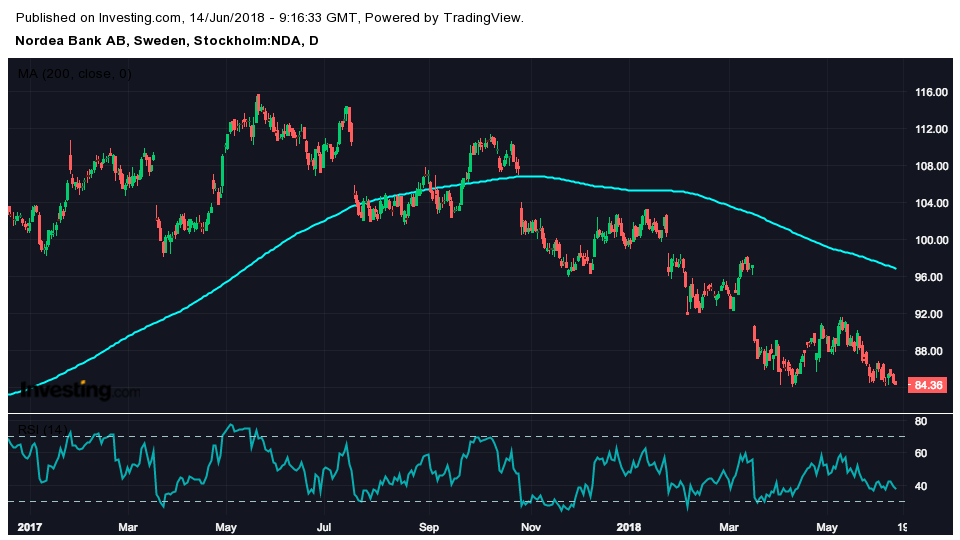 Published on Investing.com, 14/Jun/2018 - 9:16:33 GMT, Powered by TradingView.
Nordea Bank AB, Sweden, Stockholm:NDA, D
MA (200, close, 0)
116.00
112.00
108.00
104.00
100.00
96.00
92.00
88.00
84.36
Investing.com
RSI (14)
80
60
40
2017 Mar May Jul Sep Nov 2018 Mar May 19